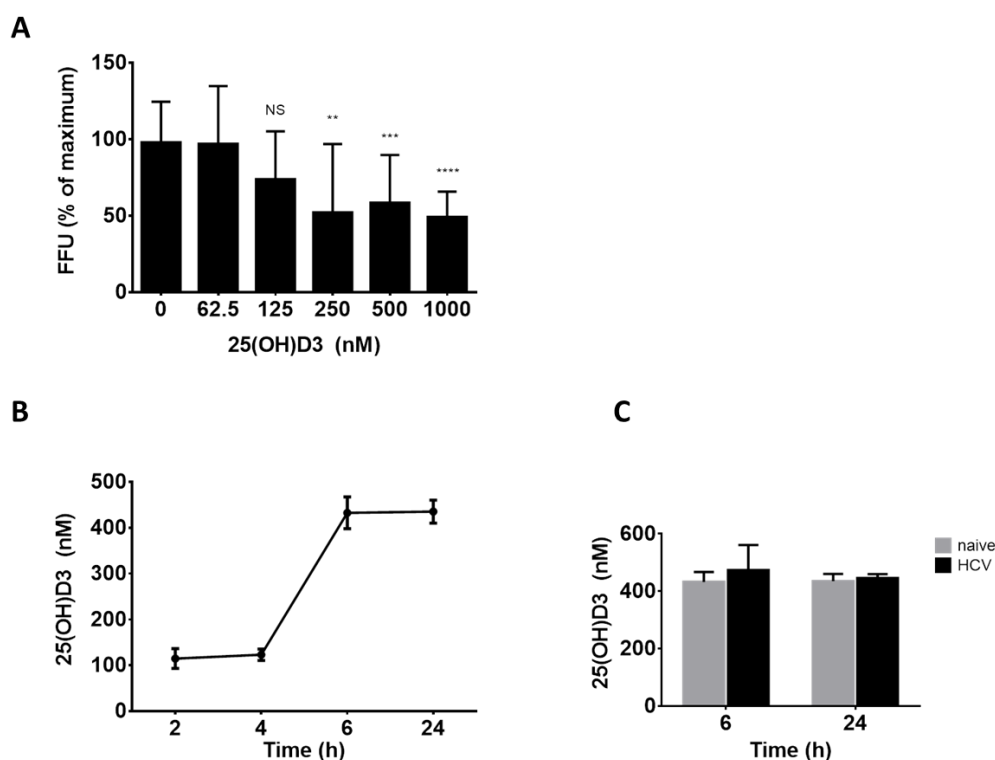 A
FFU (% of maximum)
150
100
50
0
NS
**
***
****
0 62.5 125 250 500 1000
25(OH)D3 (nM)
B
25(OH)D3 (nM)
500
400
300
200
100
0
2 4 6 24
Time (h)
C
25(OH)D3 (nM)
600
400
200
0
6 24
Time (h)
naive
HCV